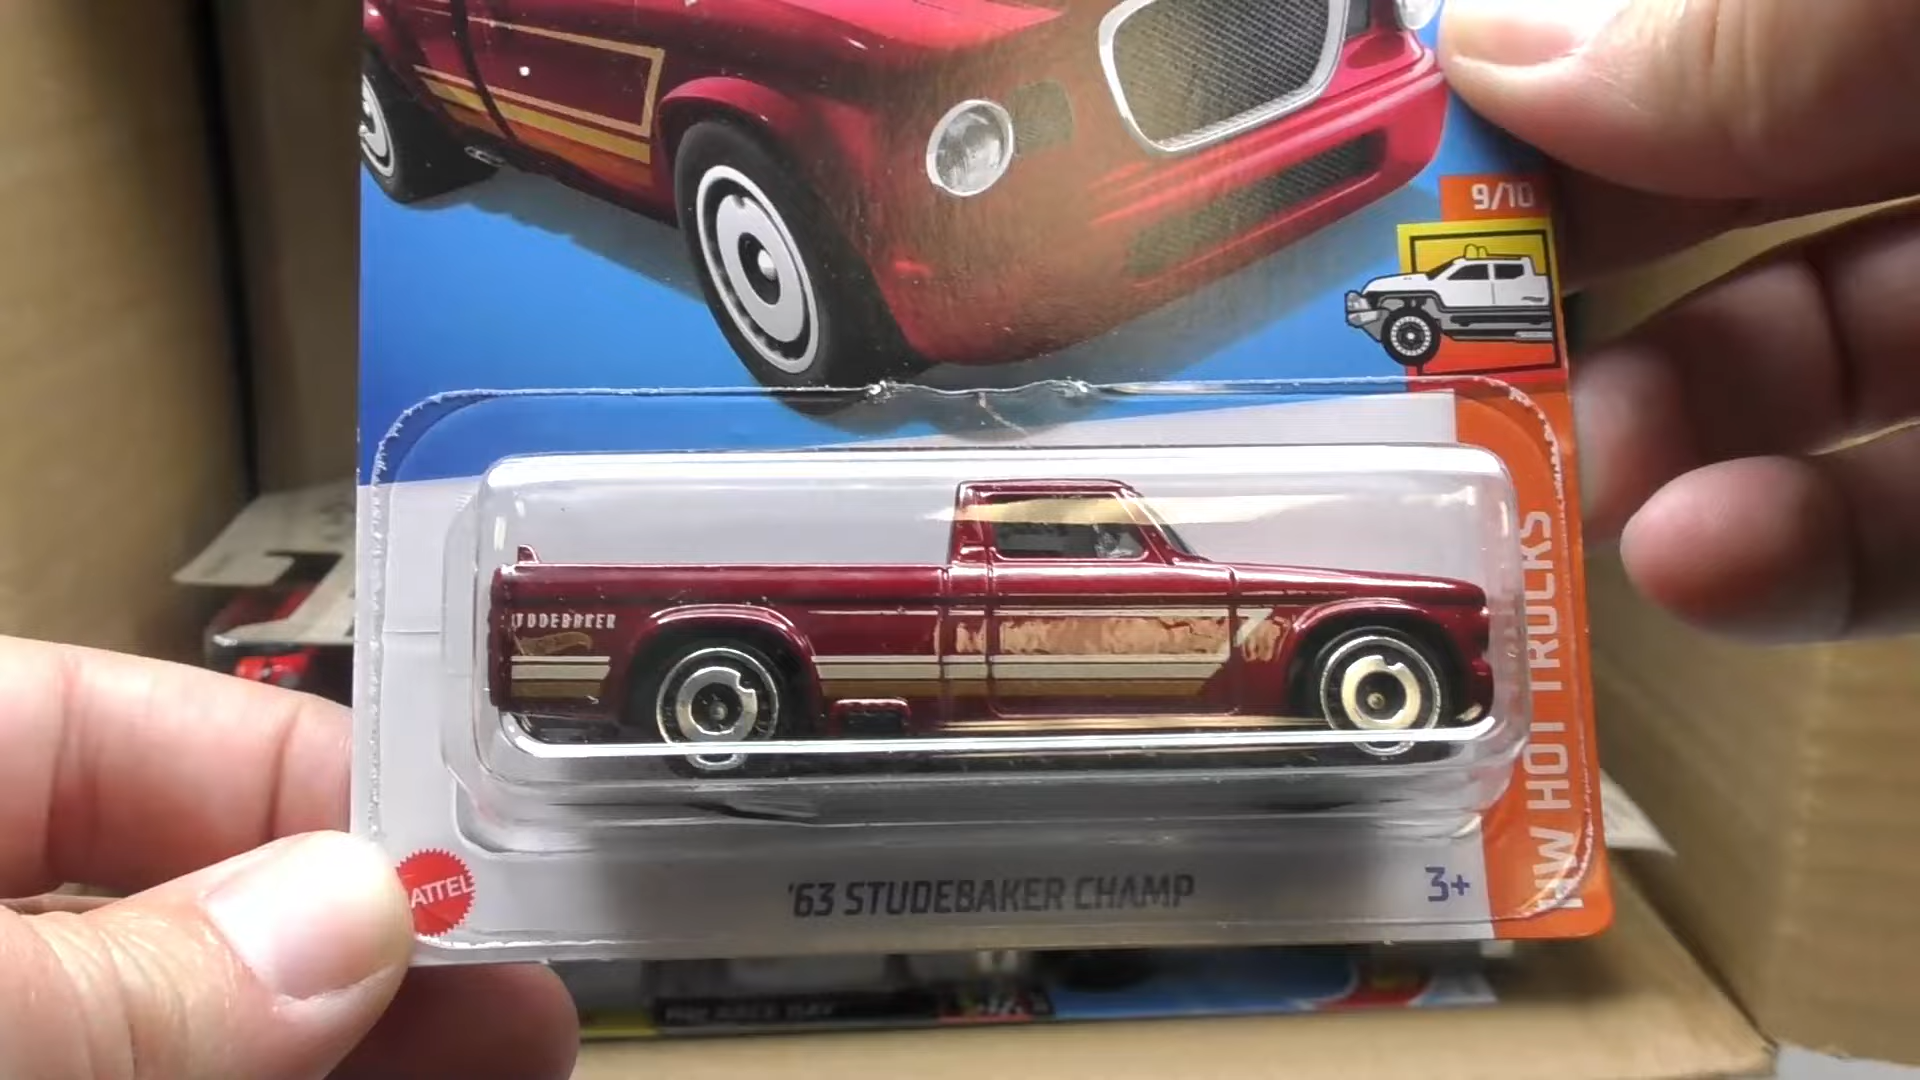 9/10
HW HOT TRUCKS
STUDEBAKER
MATTEL
'63 STUDEBAKER CHAMP
3+